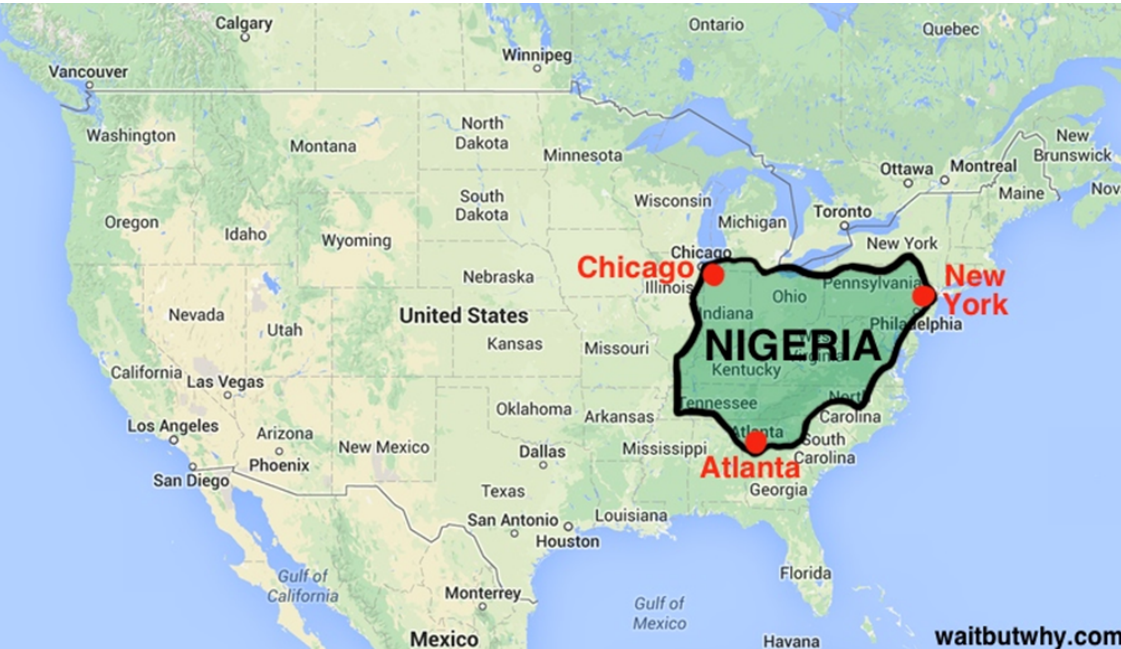 Calgary
Ontario
Quebec
Vancouver
Winnipeg
Washington
Montana
North
Dakota
Minnesota
New
Brunswick
Ottawa
Montreal
Maine
Nov
Oregon
Idaho
Wyoming
South
Dakota
Wisconsin
Michigan
Toronto
New York
Chicago
Chicago
Illinois
Nebraska
Indiana
Ohio
Pennsylvania
New
York
Nevada
Utah
United States
Kansas
Missouri
NIGERIA
Philadelphia
Virginia
Kentucky
California
Las Vegas
Los Angeles
Arizona
Phoenix
New Mexico
Oklahoma
Arkansas
Tennessee
North
Carolina
San Diego
Dallas
Mississippi
Atlanta
Atlanta
South
Carolina
Georgia
Texas
San Antonio
Houston
Louisiana
Gulf of
California
Monterrey
Gulf of
Mexico
Florida
Mexico
Havana
waitbutwhy.com